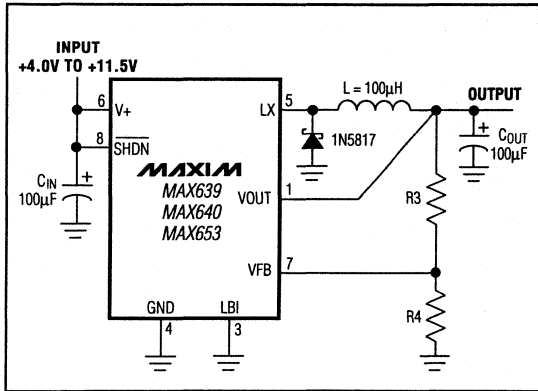 INPUT
+4.0V TO +11.5V
6
V+
8
SHDN
CIN
100μF
+
MAXIM
MAX639
MAX640
MAX653
LX
5
L = 100μH
1N5817
OUTPUT
+
COUT
100μF
VOUT
1
R3
VFB
7
R4
GND
4
LBI
3